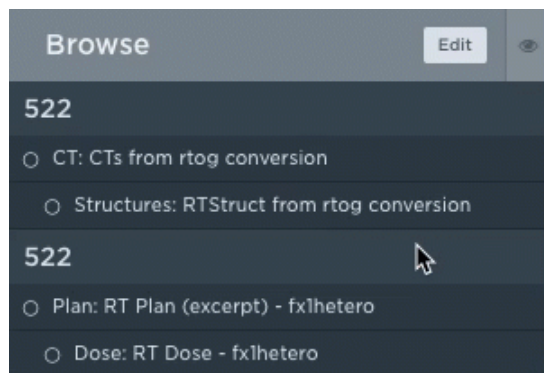 Browse
Edit
522
CT: CTs from rtog conversion
Structures: RTStruct from rtog conversion
522
Plan: RT Plan (excerpt) - fx1hetero
Dose: RT Dose - fx1hetero